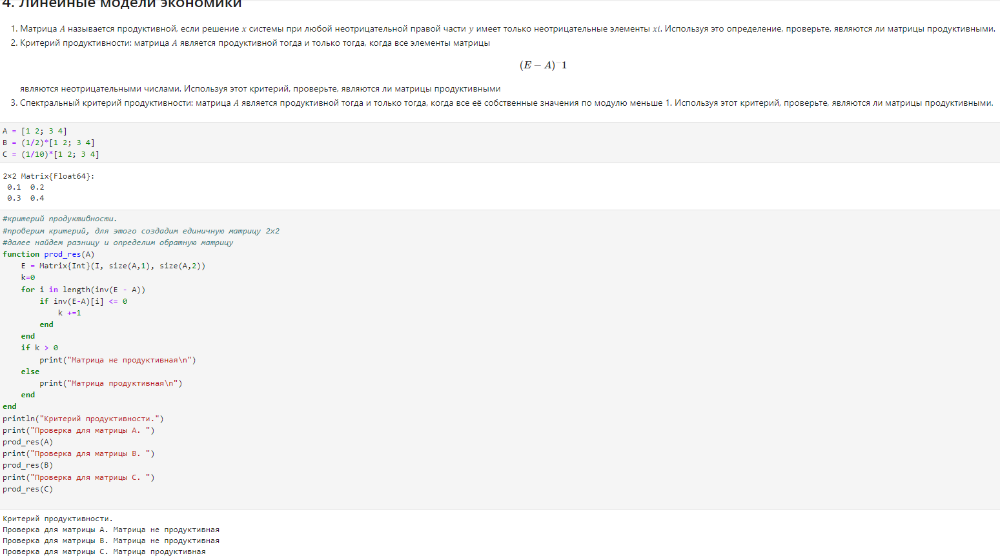 4. Линейные модели экономики
1. Матрица A называется продуктивной, если решение x системы при любой неотрицательной правой части y имеет только неотрицательные элементы xi. Используя это определение, проверьте, являются ли матрицы продуктивными.
2. Критерий продуктивности: матрица A является продуктивной тогда и только тогда, когда все элементы матрицы
(E − A)⁻1
являются неотрицательными числами. Используя этот критерий, проверьте, являются ли матрицы продуктивными
3. Спектральный критерий продуктивности: матрица A является продуктивной тогда и только тогда, когда все её собственные значения по модулю меньше 1. Используя этот критерий, проверьте, являются ли матрицы продуктивными.
A = [1 2; 3 4]
B = (1/2)*[1 2; 3 4]
C = (1/10)*[1 2; 3 4]
2×2 Matrix{Float64}:
 0.1  0.2
 0.3  0.4
#критерий продуктивности.
#проверим критерий, для этого создадим единичную матрицу 2x2
#далее найдем разницу и определим обратную матрицу
function prod_res(A)
    E = Matrix{Int}(I, size(A,1), size(A,2))
    k=0
    for i in length(inv(E - A))
        if inv(E-A)[i] <= 0
            k +=1
        end
    end
    if k > 0
        print("Матрица не продуктивная\n")
    else
        print("Матрица продуктивная\n")
    end
end
println("Критерий продуктивности.")
print("Проверка для матрицы A. ")
prod_res(A)
print("Проверка для матрицы B. ")
prod_res(B)
print("Проверка для матрицы C. ")
prod_res(C)
Критерий продуктивности.
Проверка для матрицы A. Матрица не продуктивная
Проверка для матрицы B. Матрица не продуктивная
Проверка для матрицы C. Матрица продуктивная